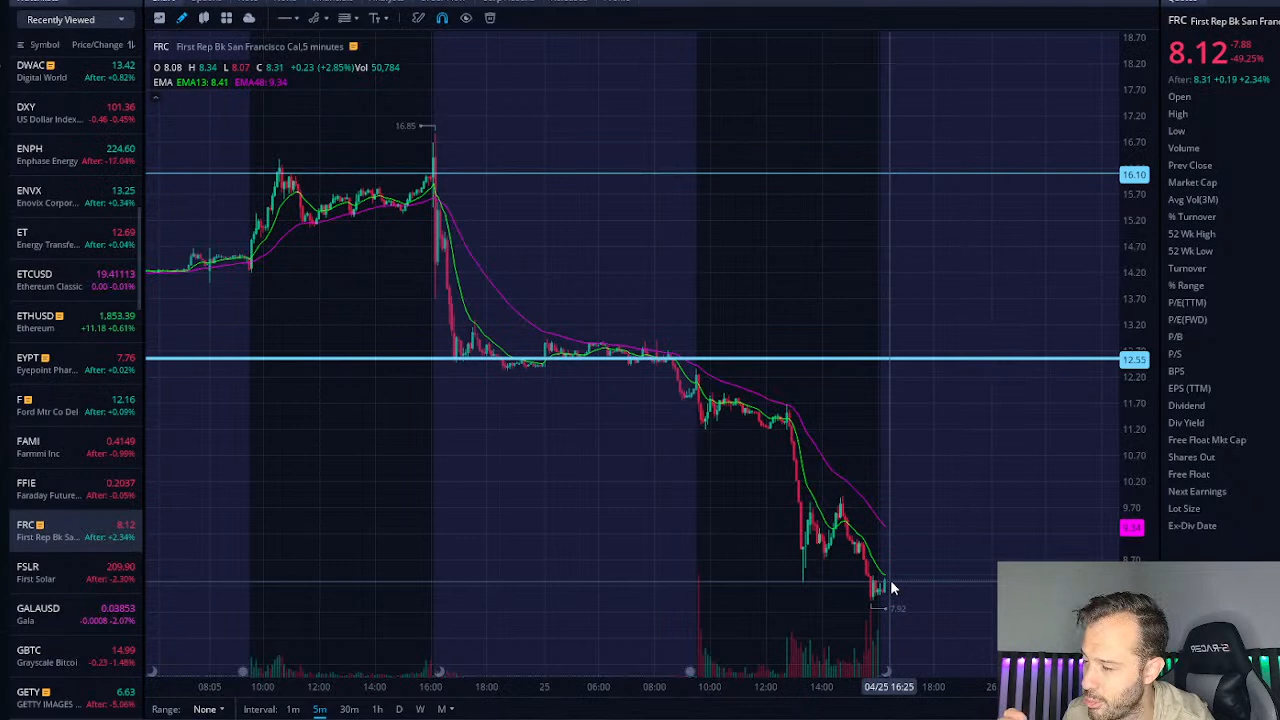 Recently Viewed
FRC First Rep Bk San Fran
Symbol Price/Change
DWAC 13.42
Digital World After: +0.82%
DXY 101.36
US Dollar Index... -0.46 -0.45%
ENPH 224.60
Enphase Energy After: -17.04%
ENVX 13.25
Enovix Corpor... After: +0.34%
ET 12.69
Energy Transfe... After: +0.04%
ETCUSD 19.41113
Ethereum Classic 0.00 -0.01%
ETHUSD 1,853.39
Ethereum +11.18 +0.61%
EYPT 7.76
Eyepoint Phar... After: +0.02%
F 12.16
Ford Mtr Co Del After: +0.09%
FAMI 0.4149
Farmmi Inc After: -0.99%
FFIE 0.2037
Faraday Future... After: -0.05%
FRC 8.12
First Rep Bk Sa... After: +2.34%
FSLR 209.90
First Solar After: -2.30%
GALAUSD 0.03853
Gala -0.0008 -2.07%
GBTC 14.99
Grayscale Bitcoi -0.23 -1.48%
GETY 6.63
GETTY IMAGES ... After: -5.06%
FRC First Rep Bk San Francisco Cal,5 minutes
O 8.08 H 8.34 L 8.07 C 8.31 +0.23 (+2.85%) Vol 50,784
EMA EMA13: 8.41 EMA48: 9.34
16.85
7.92
18.70
18.20
17.70
17.20
16.70
16.10
15.70
15.20
14.70
14.20
13.70
13.20
12.55
12.20
11.70
11.20
10.70
10.20
9.70
9.34
8.70
08:05 10:00 12:00 14:00 16:00 18:00 25 06:00 08:00 10:00 12:00 14:00 04/25 16:25 18:00 26
Range: None Interval: 1m 5m 30m 1h D W M
8.12 -7.88
-49.25%
After: 8.31 +0.19 +2.34%
Open
High
Low
Volume
Prev Close
Market Cap
Avg Vol(3M)
% Turnover
52 Wk High
52 Wk Low
Turnover
% Range
P/E(TTM)
P/E(FWD)
P/B
P/S
BPS
EPS (TTM)
Dividend
Div Yield
Free Float Mkt Cap
Shares Out
Free Float
Next Earnings
Lot Size
Ex-Div Date